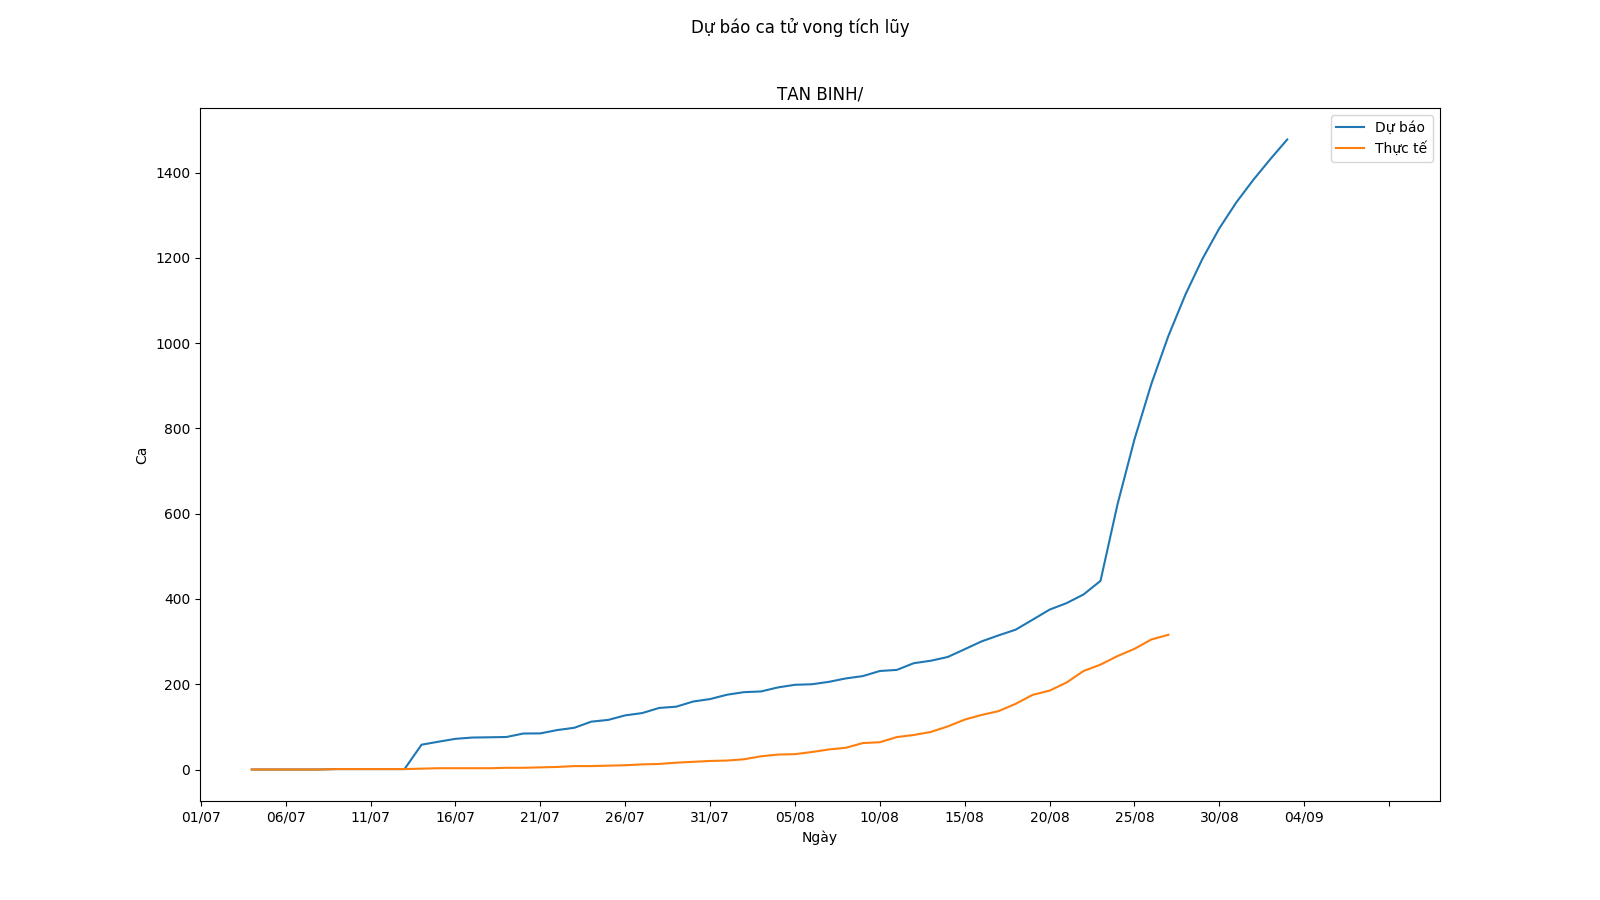 Dự báo ca tử vong tích lũy
TAN BINH/
Dự báo
Thực tế
1400
1200
1000
800
600
400
200
0
Ca
01/07 06/07 11/07 16/07 21/07 26/07 31/07 05/08 10/08 15/08 20/08 25/08 30/08 04/09
Ngày